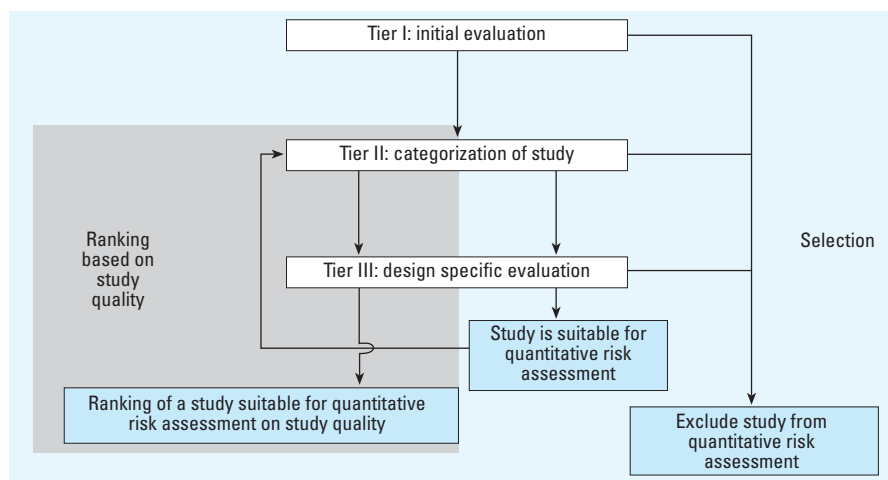 Tier I: initial evaluation
Tier II: categorization of study
Ranking
based on
study
quality
Selection
Tier III: design specific evaluation
Study is suitable for
quantitative risk
assessment
Ranking of a study suitable for quantitative
risk assessment on study quality
Exclude study from
quantitative risk
assessment